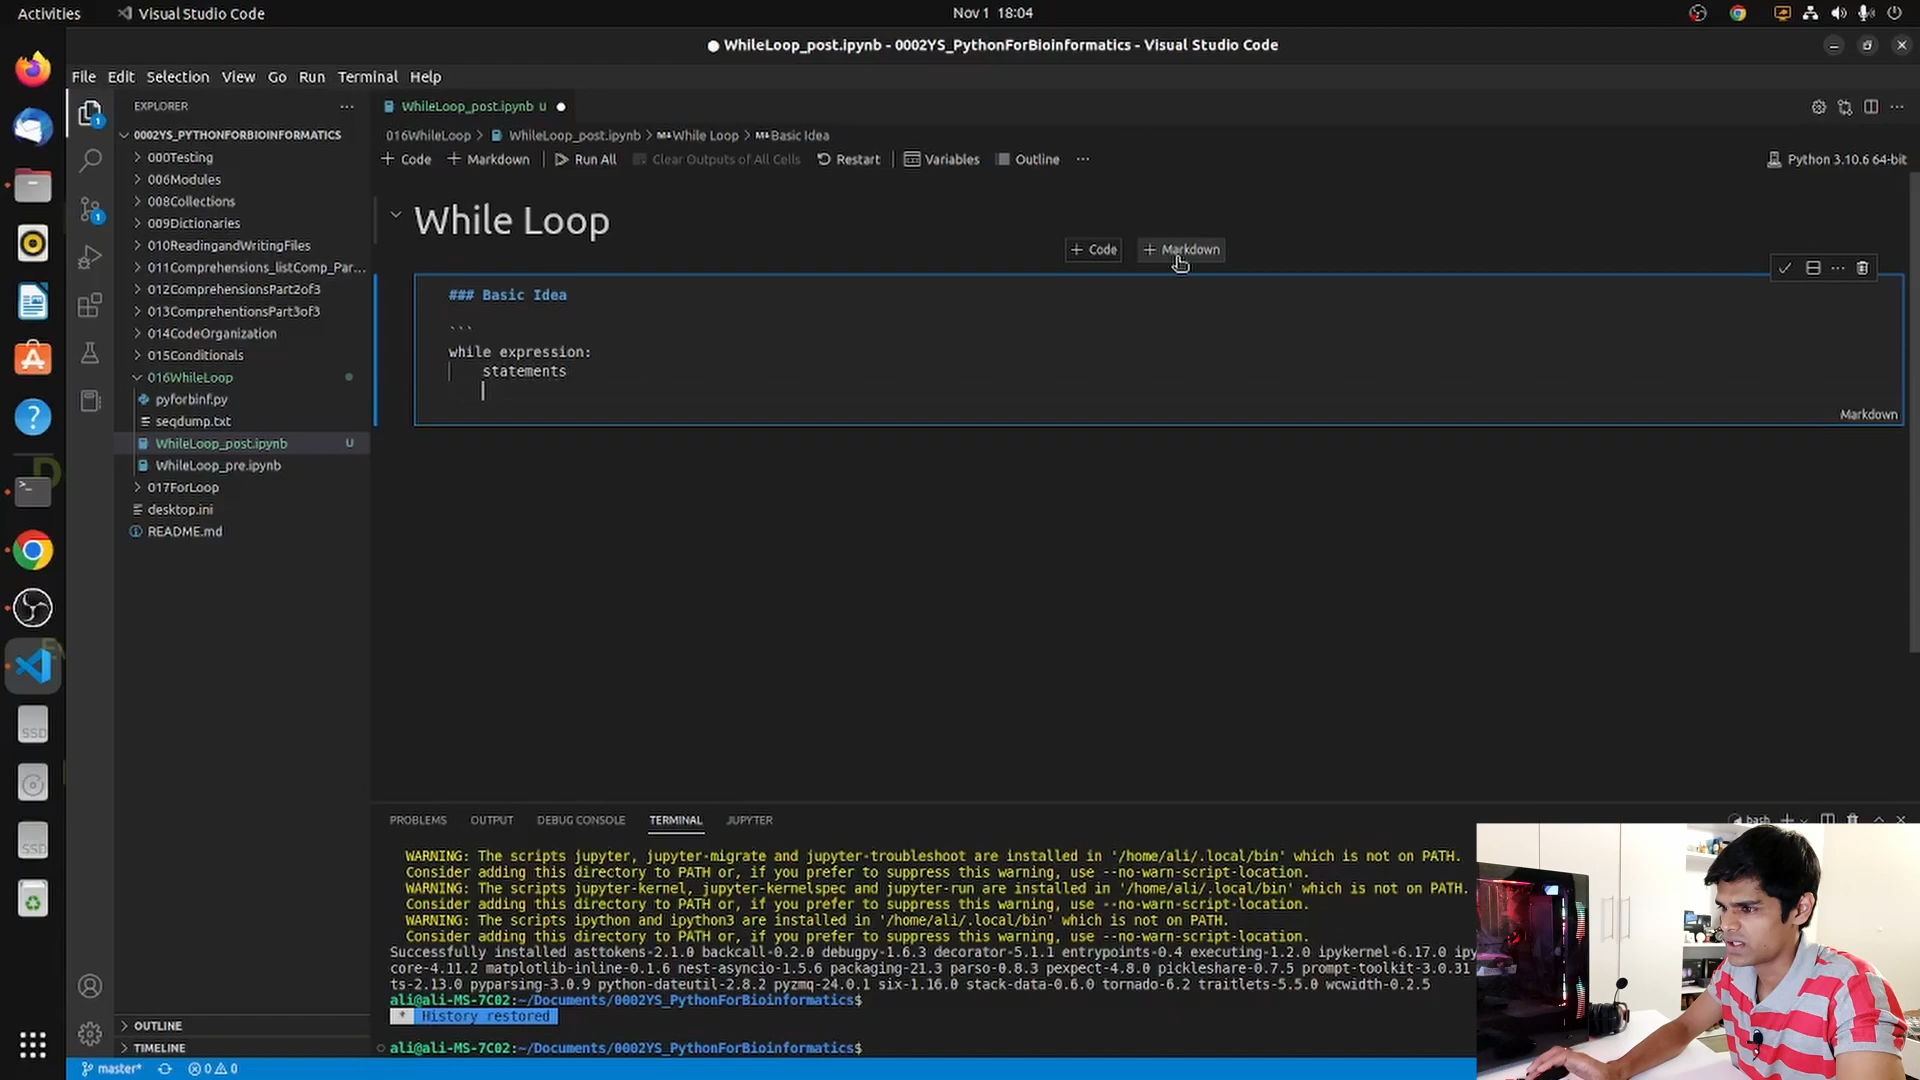 Activities
Visual Studio Code
Nov 1 18:04
WhileLoop_post.ipynb - 0002YS_PythonForBioinformatics - Visual Studio Code
File Edit Selection View Go Run Terminal Help
EXPLORER
WhileLoop_post.ipynb U
0002YS_PYTHONFORBIOINFORMATICS
016WhileLoop > WhileLoop_post.ipynb > While Loop > Basic Idea
+ Code + Markdown Run All Clear Outputs of All Cells Restart Variables Outline ...
Python 3.10.6 64-bit
000Testing
006Modules
008Collections
009Dictionaries
010ReadingandWritingFiles
011Comprehensions_listComp_Par...
012ComprehensionsPart2of3
013ComprehentionsPart3of3
014CodeOrganization
015Conditionals
016WhileLoop
pyforbinf.py
seqdump.txt
WhileLoop_post.ipynb U
WhileLoop_pre.ipynb
017ForLoop
desktop.ini
README.md
OUTLINE
TIMELINE
While Loop
+ Code + Markdown
### Basic Idea
```
while expression:
statements
Markdown
PROBLEMS OUTPUT DEBUG CONSOLE TERMINAL JUPYTER
bash
WARNING: The scripts jupyter, jupyter-migrate and jupyter-troubleshoot are installed in '/home/ali/.local/bin' which is not on PATH.
Consider adding this directory to PATH or, if you prefer to suppress this warning, use --no-warn-script-location.
WARNING: The scripts jupyter-kernel, jupyter-kernelspec and jupyter-run are installed in '/home/ali/.local/bin' which is not on PATH.
Consider adding this directory to PATH or, if you prefer to suppress this warning, use --no-warn-script-location.
WARNING: The scripts ipython and ipython3 are installed in '/home/ali/.local/bin' which is not on PATH.
Consider adding this directory to PATH or, if you prefer to suppress this warning, use --no-warn-script-location.
Successfully installed asttokens-2.1.0 backcall-0.2.0 debugpy-1.6.3 decorator-5.1.1 entrypoints-0.4 executing-1.2.0 ipykernel-6.17.0 ipy
core-4.11.2 matplotlib-inline-0.1.6 nest-asyncio-1.5.6 packaging-21.3 parso-0.8.3 pexpect-4.8.0 pickleshare-0.7.5 prompt-toolkit-3.0.31
ts-2.13.0 pyparsing-3.0.9 python-dateutil-2.8.2 pyzmq-24.0.1 six-1.16.0 stack-data-0.6.0 tornado-6.2 traitlets-5.5.0 wcwidth-0.2.5
ali@ali-MS-7C02:~/Documents/0002YS_PythonForBioinformatics$
* History restored
ali@ali-MS-7C02:~/Documents/0002YS_PythonForBioinformatics$
master* 0 0